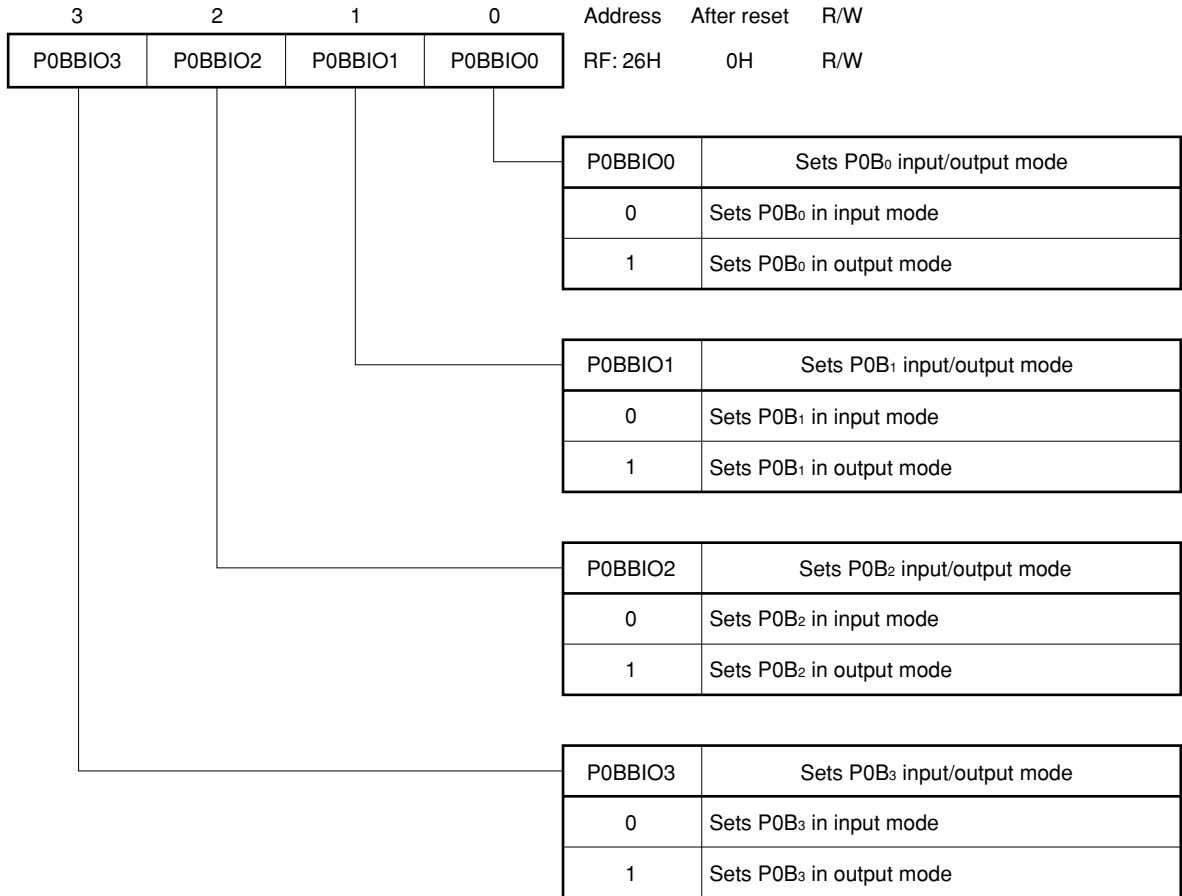 3 2 1 0 Address After reset R/W
P0BBIO3 P0BBIO2 P0BBIO1 P0BBIO0 RF: 26H 0H R/W
P0BBIO0 Sets P0B₀ input/output mode
0 Sets P0B₀ in input mode
1 Sets P0B₀ in output mode
P0BBIO1 Sets P0B₁ input/output mode
0 Sets P0B₁ in input mode
1 Sets P0B₁ in output mode
P0BBIO2 Sets P0B₂ input/output mode
0 Sets P0B₂ in input mode
1 Sets P0B₂ in output mode
P0BBIO3 Sets P0B₃ input/output mode
0 Sets P0B₃ in input mode
1 Sets P0B₃ in output mode